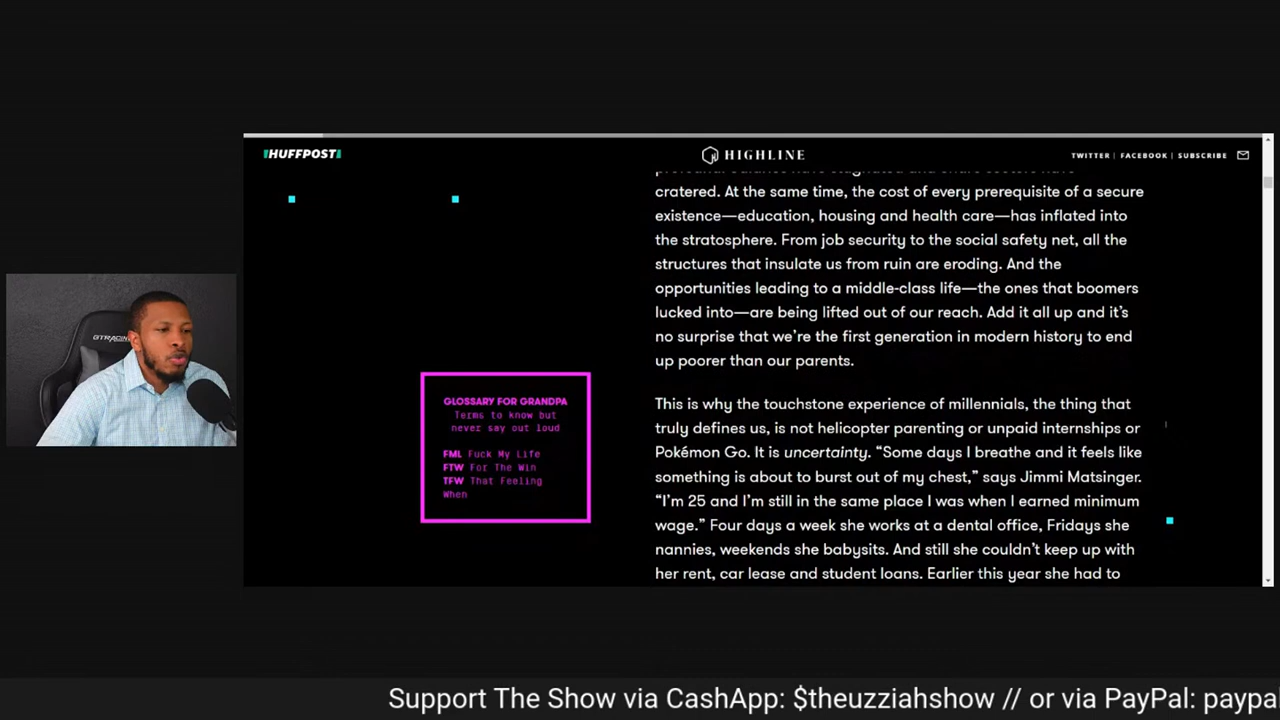 HUFFPOST
HIGHLINE
TWITTER | FACEBOOK | SUBSCRIBE
cratered. At the same time, the cost of every prerequisite of a secure
existence—education, housing and health care—has inflated into
the stratosphere. From job security to the social safety net, all the
structures that insulate us from ruin are eroding. And the
opportunities leading to a middle-class life—the ones that boomers
lucked into—are being lifted out of our reach. Add it all up and it’s
no surprise that we’re the first generation in modern history to end
up poorer than our parents.
This is why the touchstone experience of millennials, the thing that
truly defines us, is not helicopter parenting or unpaid internships or
Pokémon Go. It is uncertainty. “Some days I breathe and it feels like
something is about to burst out of my chest,” says Jimmi Matsinger.
“I’m 25 and I’m still in the same place I was when I earned minimum
wage.” Four days a week she works at a dental office, Fridays she
nannies, weekends she babysits. And still she couldn’t keep up with
her rent, car lease and student loans. Earlier this year she had to
GLOSSARY FOR GRANDPA
Terms to know but
never say out loud
FML Fuck My Life
FTW For The Win
TFW That Feeling
When
GTRACING
Support The Show via CashApp: $theuzziahshow // or via PayPal: paypa